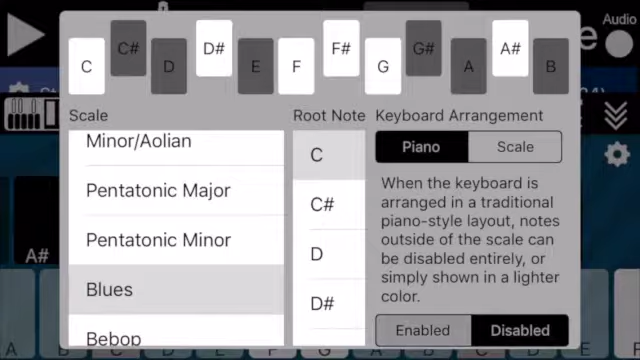 Audio
C# D# F# G# A#
C D E F G A B
Scale
Root Note
Keyboard Arrangement
Minor/Aolian
Pentatonic Major
Pentatonic Minor
Blues
Bebop
C
C#
D
D#
Piano
Scale
When the keyboard is
arranged in a traditional
piano-style layout, notes
outside of the scale can
be disabled entirely, or
simply shown in a lighter
color.
Enabled
Disabled
A#